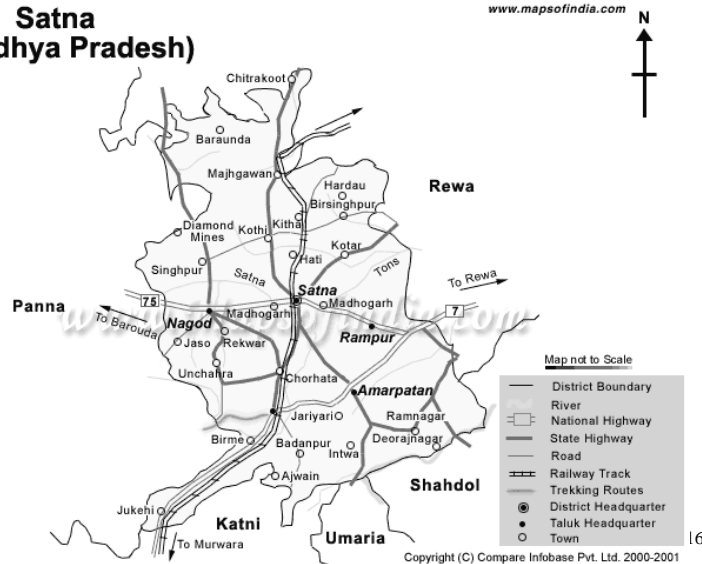 Satna
dhya Pradesh)
www.mapsofindia.com
N
Chitrakoot
Baraunda
Majhgawan
Hardau
Birsinghpur
Rewa
Diamond
Mines
Kothi
Kitha
Kotar
Singhpur
Hati
Satna
Tons
To Rewa
Satna
Panna
75
Madhogarh
Madhogarh
7
www.mapsofindia.com
To Barouda
Nagod
Rampur
Jaso
Rekwar
Unchahra
Chorhata
Amarpatan
Jariyari
Ramnagar
Deorajnagar
Birme
Badanpur
Intwa
Ajwain
Shahdol
Jukehi
Katni
Umaria
To Murwara
Map not to Scale
District Boundary
River
National Highway
State Highway
Road
Railway Track
Trekking Routes
District Headquarter
Taluk Headquarter
Town
16
Copyright (C) Compare Infobase Pvt. Ltd. 2000-2001